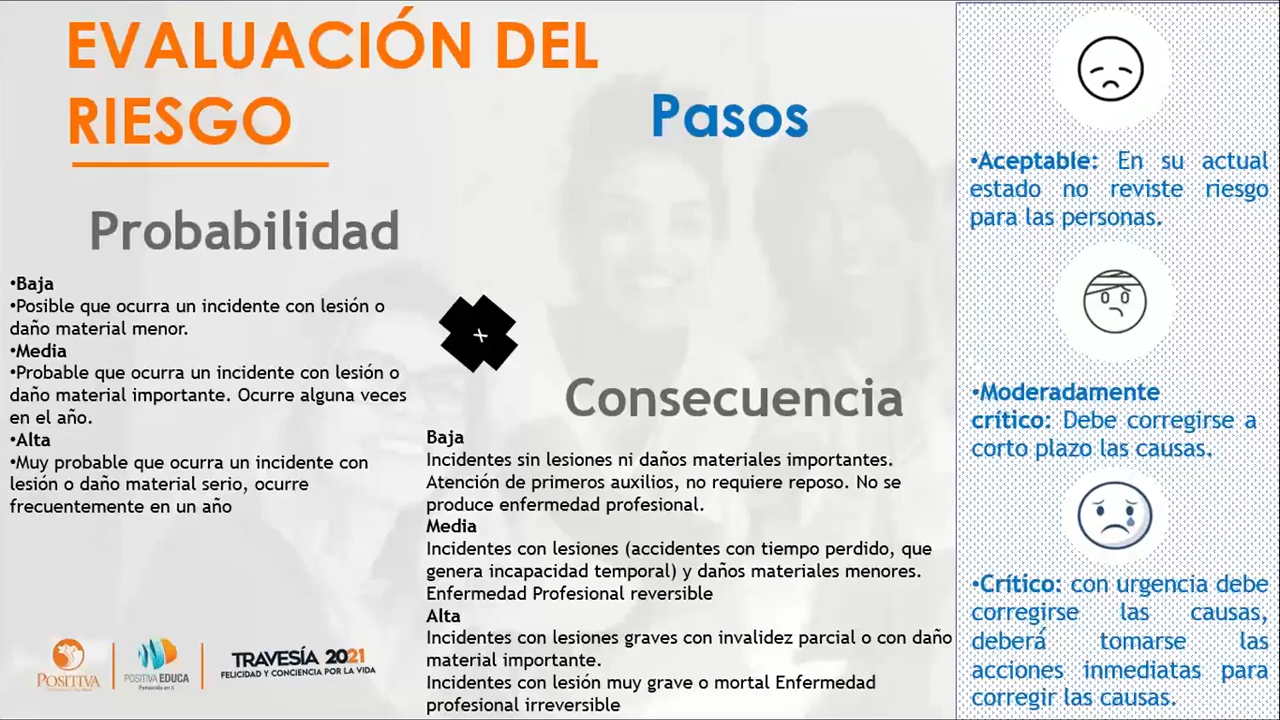 EVALUACIÓN DEL
RIESGO
Pasos
Probabilidad
•Baja
•Posible que ocurra un incidente con lesión o
daño material menor.
•Media
•Probable que ocurra un incidente con lesión o
daño material importante. Ocurre alguna veces
en el año.
•Alta
•Muy probable que ocurra un incidente con
lesión o daño material serio, ocurre
frecuentemente en un año
x
Consecuencia
Baja
Incidentes sin lesiones ni daños materiales importantes.
Atención de primeros auxilios, no requiere reposo. No se
produce enfermedad profesional.
Media
Incidentes con lesiones (accidentes con tiempo perdido, que
genera incapacidad temporal) y daños materiales menores.
Enfermedad Profesional reversible
Alta
Incidentes con lesiones graves con invalidez parcial o con daño
material importante.
Incidentes con lesión muy grave o mortal Enfermedad
profesional irreversible
•Aceptable: En su actual
estado no reviste riesgo
para las personas.
•Moderadamente
crítico: Debe corregirse a
corto plazo las causas.
•Crítico: con urgencia debe
corregirse las causas,
deberá tomarse las
acciones inmediatas para
corregir las causas.
POSITIVA
POSITIVA EDUCA
TRAVESÍA 2021
FELICIDAD Y CONCIENCIA POR LA VIDA